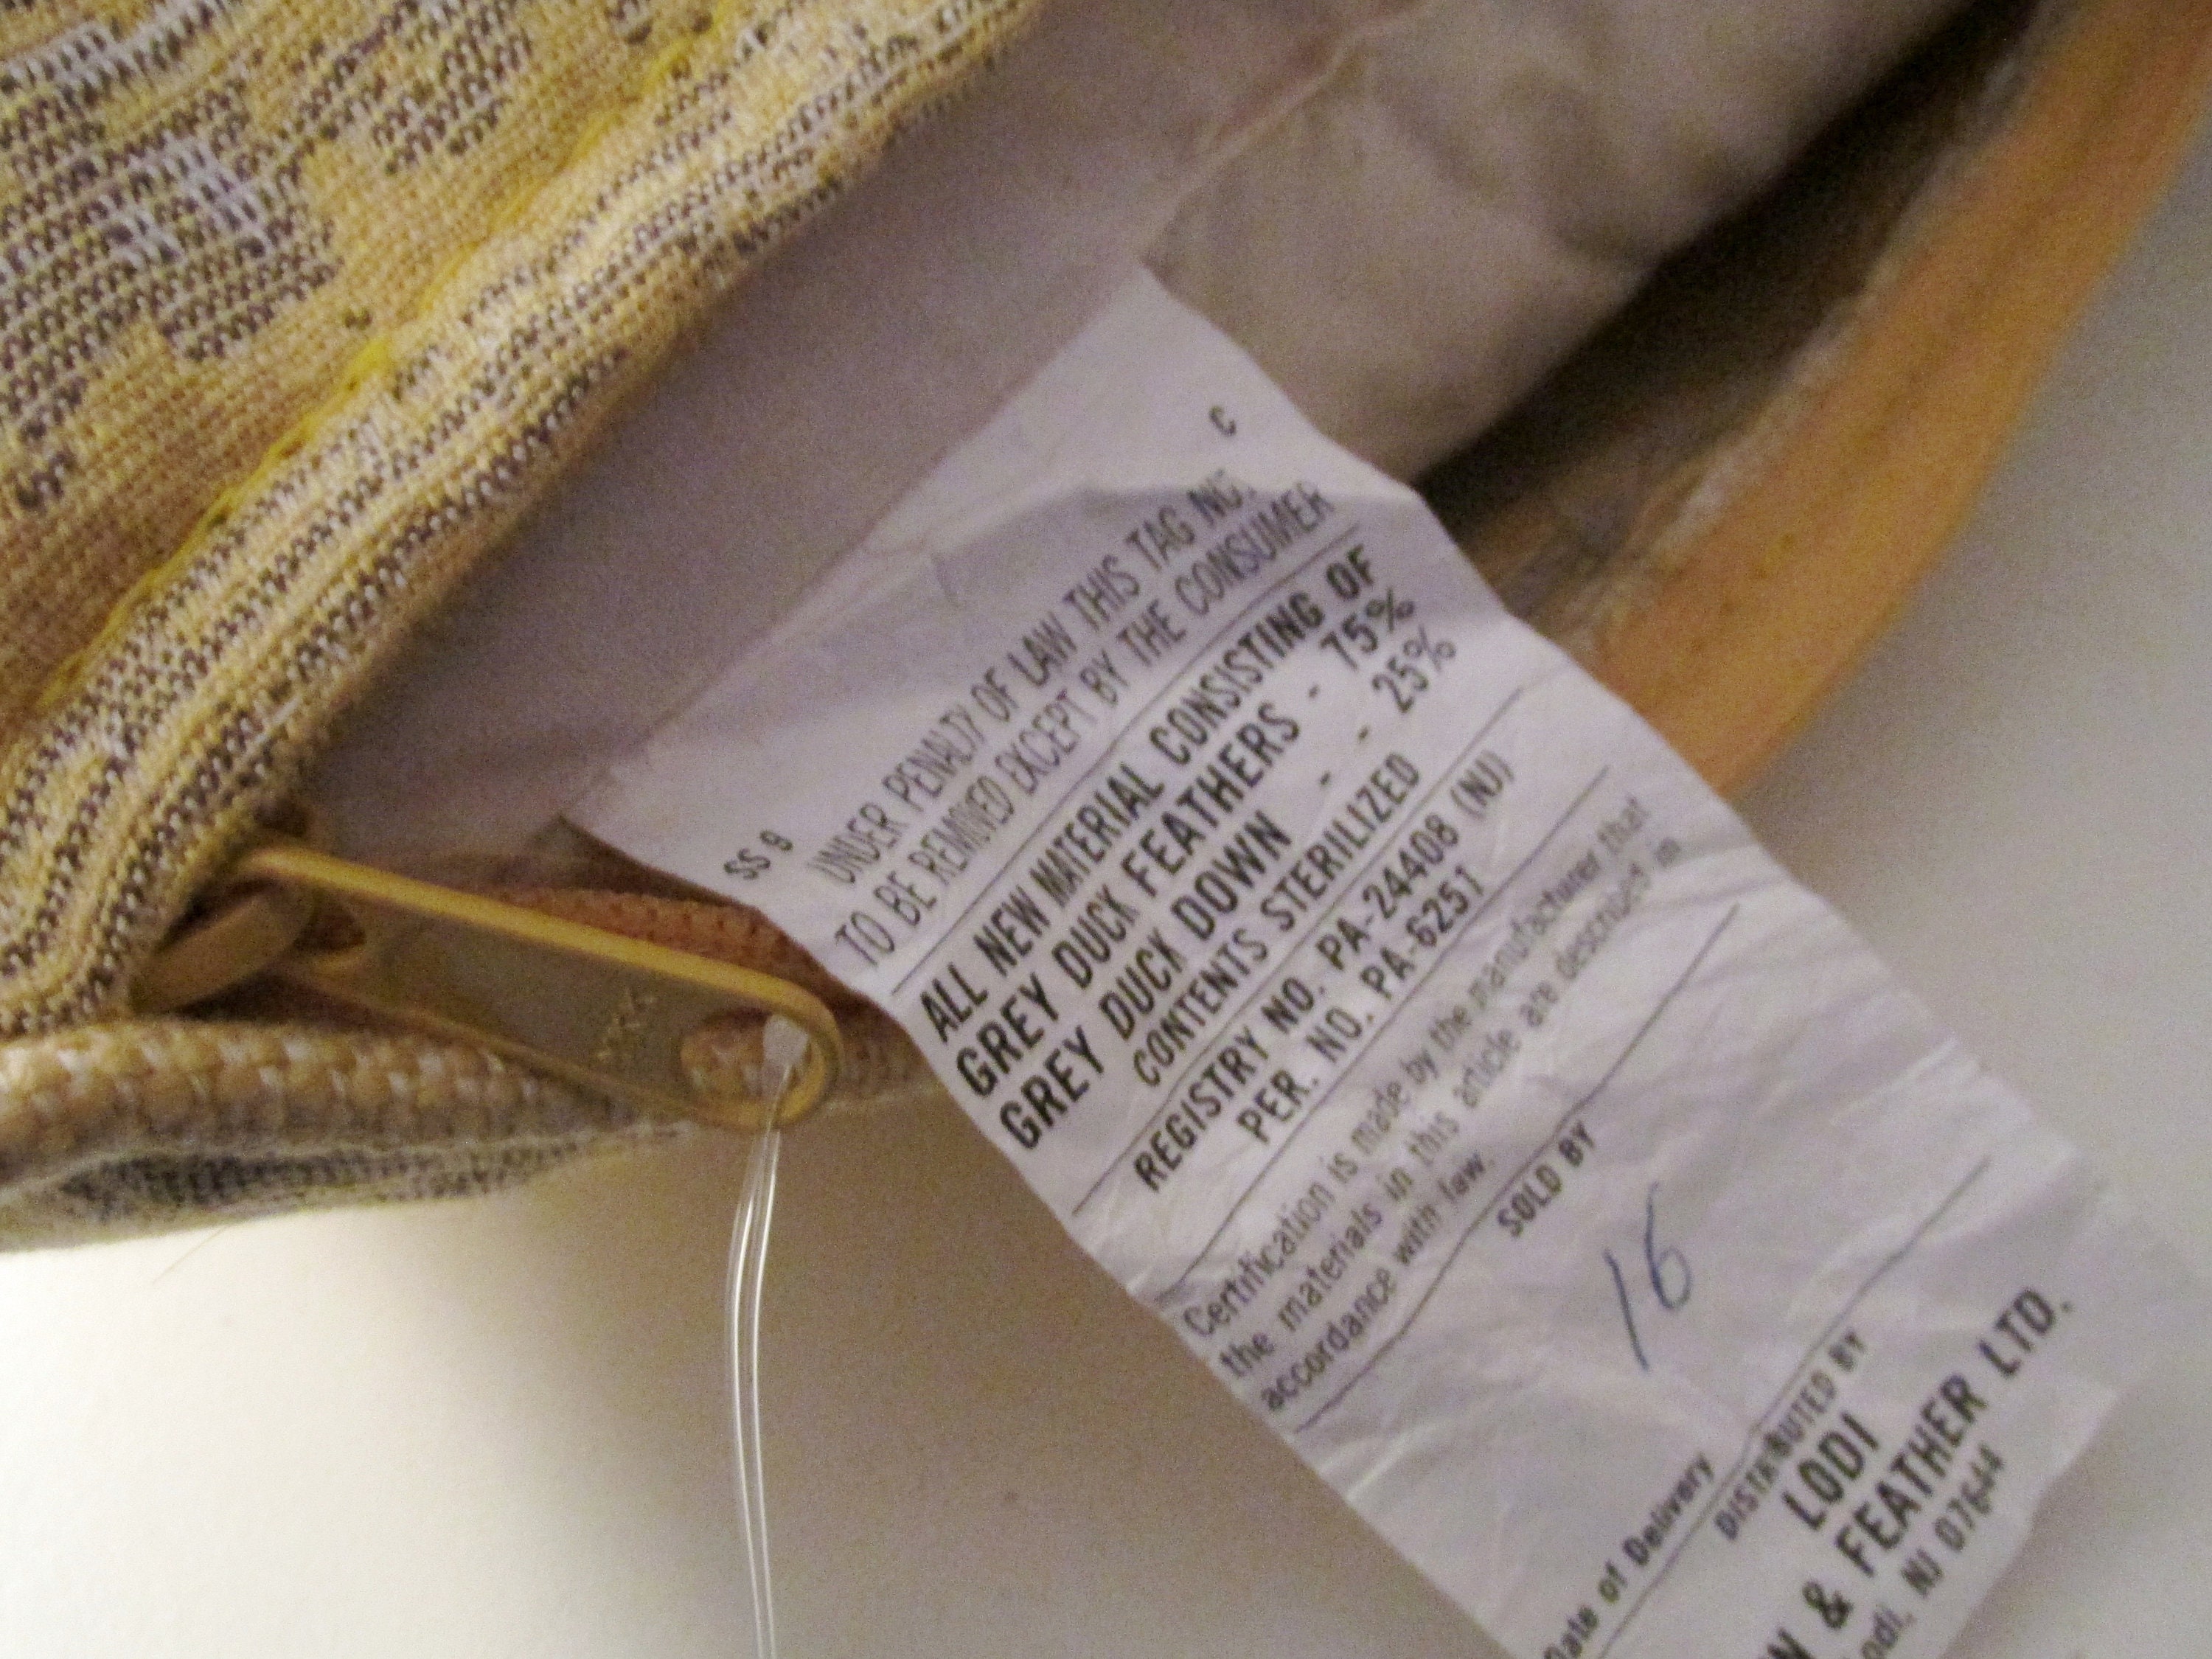 C
SS 9
UNDER PENALTY OF LAW THIS TAG NOT
TO BE REMOVED EXCEPT BY THE CONSUMER
ALL NEW MATERIAL CONSISTING OF
GREY DUCK FEATHERS - 75%
GREY DUCK DOWN - - 25%
CONTENTS STERILIZED
REGISTRY NO. PA-24408 (NJ)
PER. NO. PA-6251
Certification is made by the manufacturer that
the materials in this article are described in
accordance with law.
SOLD BY
16
Date of Delivery
DISTRIBUTED BY
LODI
& FEATHER LTD.
NJ 07644